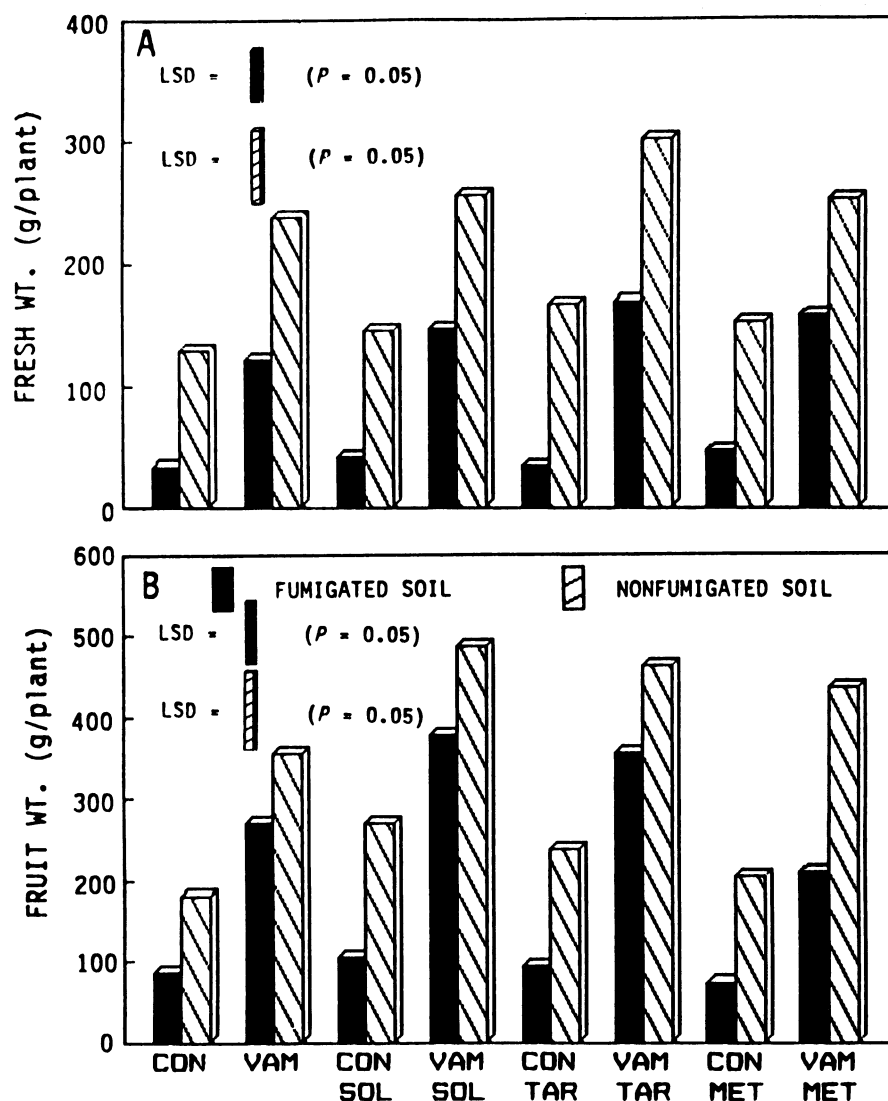 FRESH WT. (g/plant)
400
300
200
100
0
A
LSD = (P = 0.05)
LSD = (P = 0.05)
FRUIT WT. (g/plant)
600
500
400
300
200
100
0
B FUMIGATED SOIL NONFUMIGATED SOIL
LSD = (P = 0.05)
LSD = (P = 0.05)
CON VAM CON VAM CON VAM CON VAM
SOL SOL TAR TAR MET MET